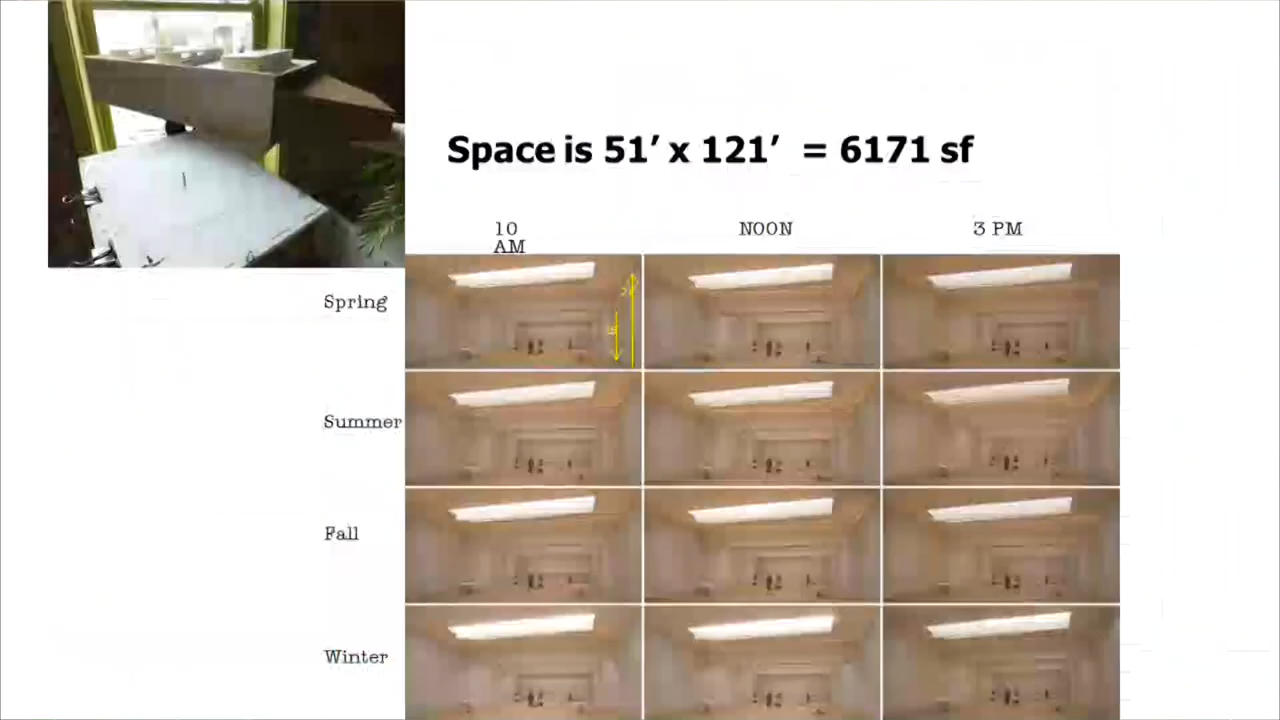 Space is 51′ x 121′ = 6171 sf
10
AM
NOON
3 PM
Spring
Summer
Fall
Winter